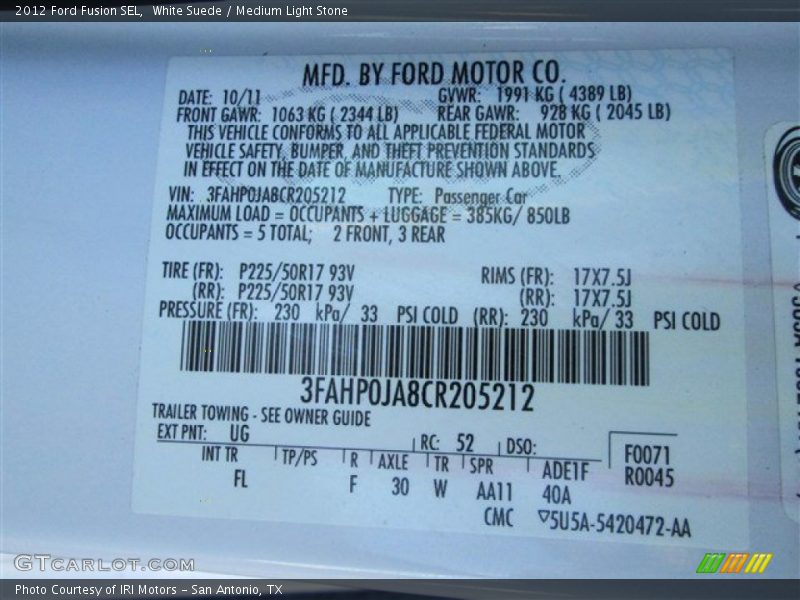 2012 Ford Fusion SEL,  White Suede / Medium Light Stone
MFD. BY FORD MOTOR CO.
DATE: 10/11 GVWR: 1991 KG ( 4389 LB)
FRONT GAWR: 1063 KG ( 2344 LB) REAR GAWR: 928 KG ( 2045 LB)
THIS VEHICLE CONFORMS TO ALL APPLICABLE FEDERAL MOTOR
VEHICLE SAFETY, BUMPER, AND THEFT PREVENTION STANDARDS
IN EFFECT ON THE DATE OF MANUFACTURE SHOWN ABOVE.
VIN: 3FAHP0JA8CR205212 TYPE: Passenger Car
MAXIMUM LOAD = OCCUPANTS + LUGGAGE = 385KG/ 850LB
OCCUPANTS = 5 TOTAL; 2 FRONT, 3 REAR
TIRE (FR): P225/50R17 93V RIMS (FR): 17X7.5J
(RR): P225/50R17 93V (RR): 17X7.5J
PRESSURE (FR): 230 kPa/ 33 PSI COLD (RR): 230 kPa/ 33 PSI COLD
3FAHP0JA8CR205212
TRAILER TOWING - SEE OWNER GUIDE
EXT PNT: UG RC: 52 DSO: F0071
INT TR TP/PS R AXLE TR SPR ADE1F R0045
FL F 30 W AA11 40A
CMC ▽5U5A-5420472-AA
GTCARLOT.COM
Photo Courtesy of IRI Motors – San Antonio, TX